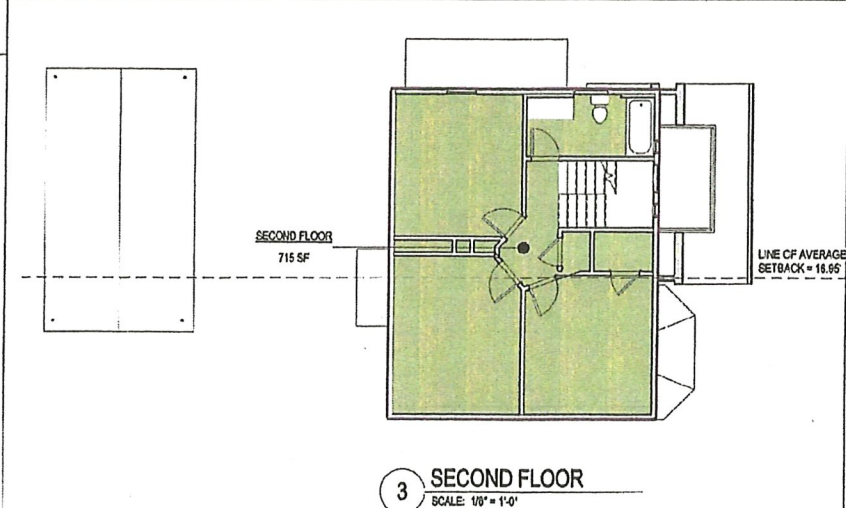 SECOND FLOOR
715 SF
LINE OF AVERAGE
SETBACK = 16.95'
3
SECOND FLOOR
SCALE: 1/8" = 1'-0"